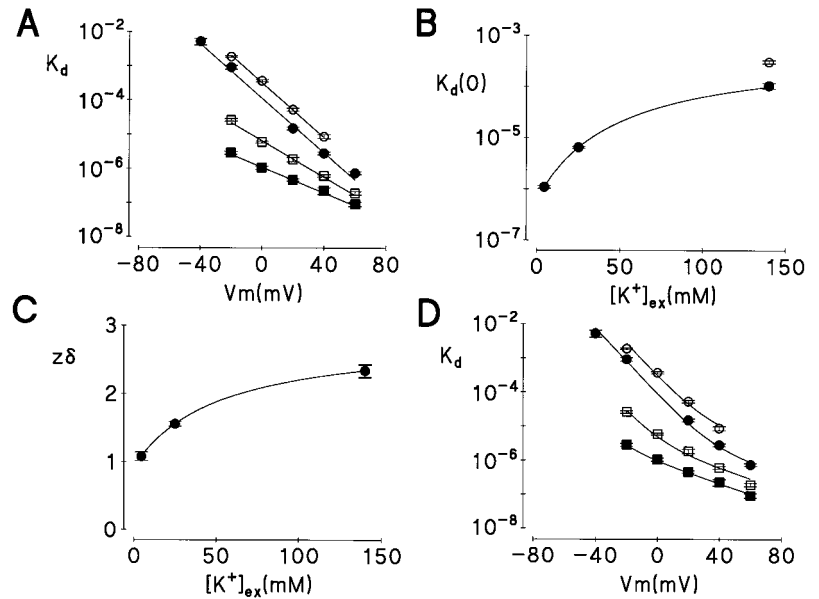 A
K_d
10^-2
10^-4
10^-6
10^-8
-80 -40 0 40 80
Vm(mV)
B
K_d(0)
10^-3
10^-5
10^-7
0 50 100 150
[K^+]_ex(mM)
C
zδ
3
2
1
0
0 50 100 150
[K^+]_ex(mM)
D
K_d
10^-2
10^-4
10^-6
10^-8
-80 -40 0 40 80
Vm(mV)